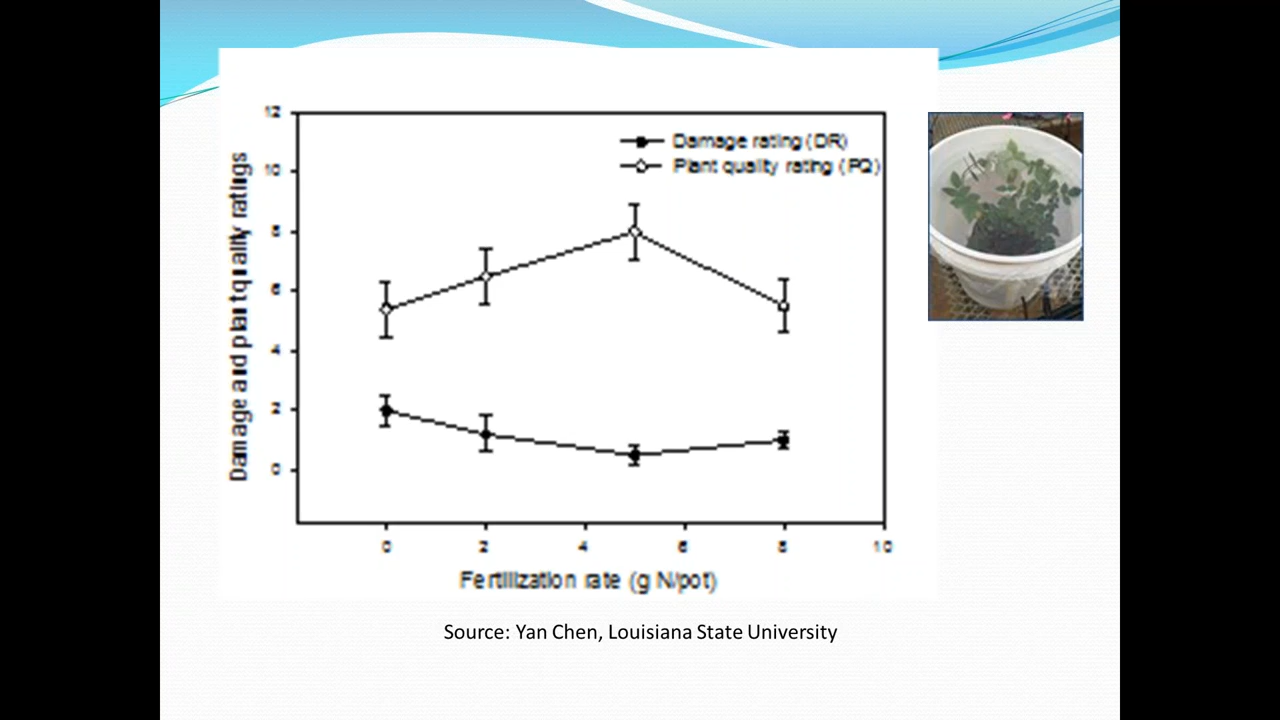 12
10
8
6
4
2
0
Damage and plant quality ratings
Damage rating (DR)
Plant quality rating (PQ)
0 2 4 6 8 10
Fertilization rate (g N/pot)
Source: Yan Chen, Louisiana State University